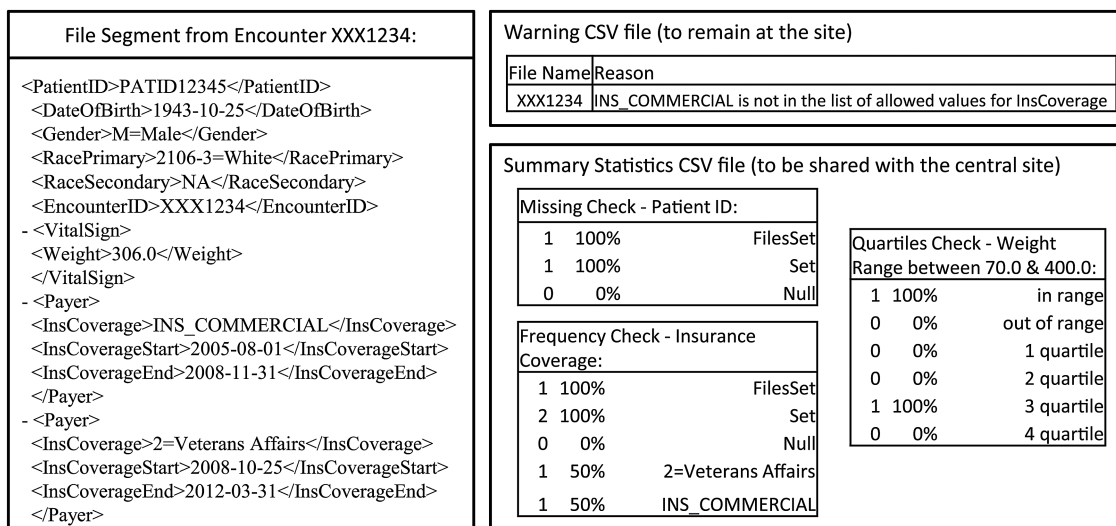 File Segment from Encounter XXX1234:
<PatientID>PATID12345</PatientID>
<DateOfBirth>1943-10-25</DateOfBirth>
<Gender>M=Male</Gender>
<RacePrimary>2106-3=White</RacePrimary>
<RaceSecondary>NA</RaceSecondary>
<EncounterID>XXX1234</EncounterID>
- <VitalSign>
<Weight>306.0</Weight>
</VitalSign>
- <Payer>
<InsCoverage>INS_COMMERCIAL</InsCoverage>
<InsCoverageStart>2005-08-01</InsCoverageStart>
<InsCoverageEnd>2008-11-31</InsCoverageEnd>
</Payer>
- <Payer>
<InsCoverage>2=Veterans Affairs</InsCoverage>
<InsCoverageStart>2008-10-25</InsCoverageStart>
<InsCoverageEnd>2012-03-31</InsCoverageEnd>
</Payer>
Warning CSV file (to remain at the site)
File Name Reason
XXX1234 INS_COMMERCIAL is not in the list of allowed values for InsCoverage
Summary Statistics CSV file (to be shared with the central site)
Missing Check - Patient ID:
1 100% FilesSet
1 100% Set
0 0% Null
Frequency Check - Insurance
Coverage:
1 100% FilesSet
2 100% Set
0 0% Null
1 50% 2=Veterans Affairs
1 50% INS_COMMERCIAL
Quartiles Check - Weight
Range between 70.0 & 400.0:
1 100% in range
0 0% out of range
0 0% 1 quartile
0 0% 2 quartile
1 100% 3 quartile
0 0% 4 quartile